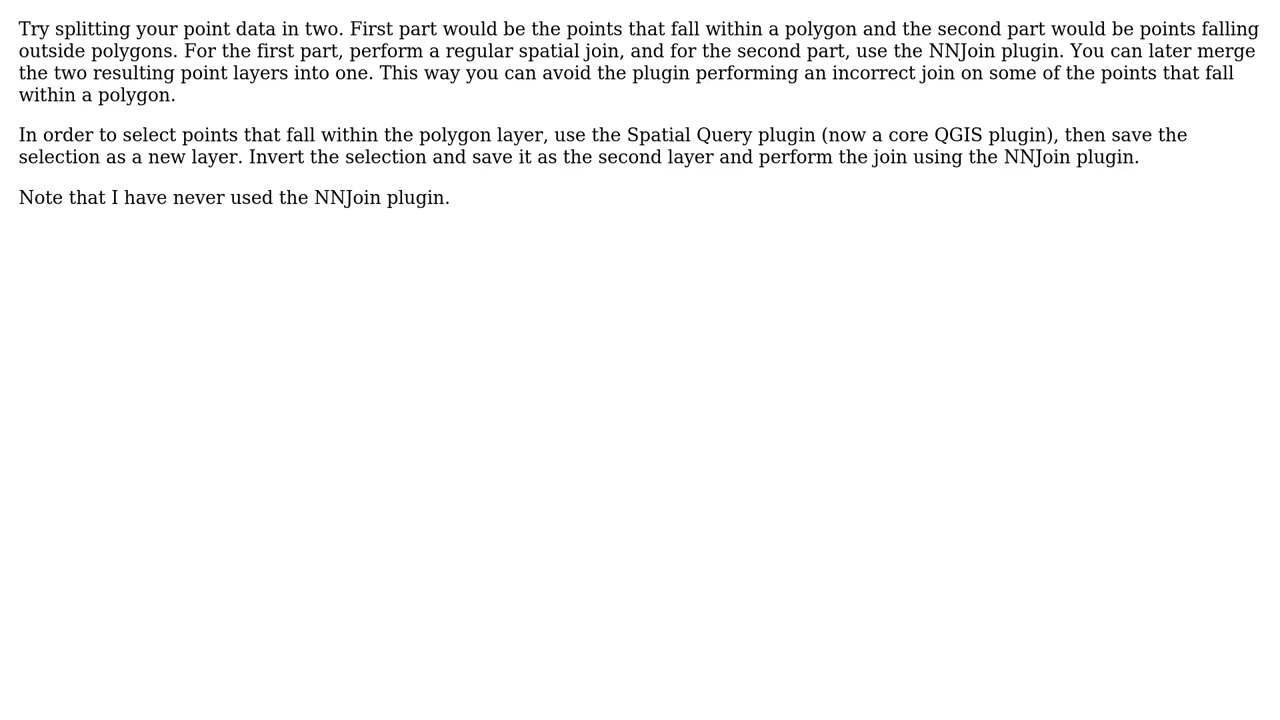 Try splitting your point data in two. First part would be the points that fall within a polygon and the second part would be points falling
outside polygons. For the first part, perform a regular spatial join, and for the second part, use the NNJoin plugin. You can later merge
the two resulting point layers into one. This way you can avoid the plugin performing an incorrect join on some of the points that fall
within a polygon.
In order to select points that fall within the polygon layer, use the Spatial Query plugin (now a core QGIS plugin), then save the
selection as a new layer. Invert the selection and save it as the second layer and perform the join using the NNJoin plugin.
Note that I have never used the NNJoin plugin.